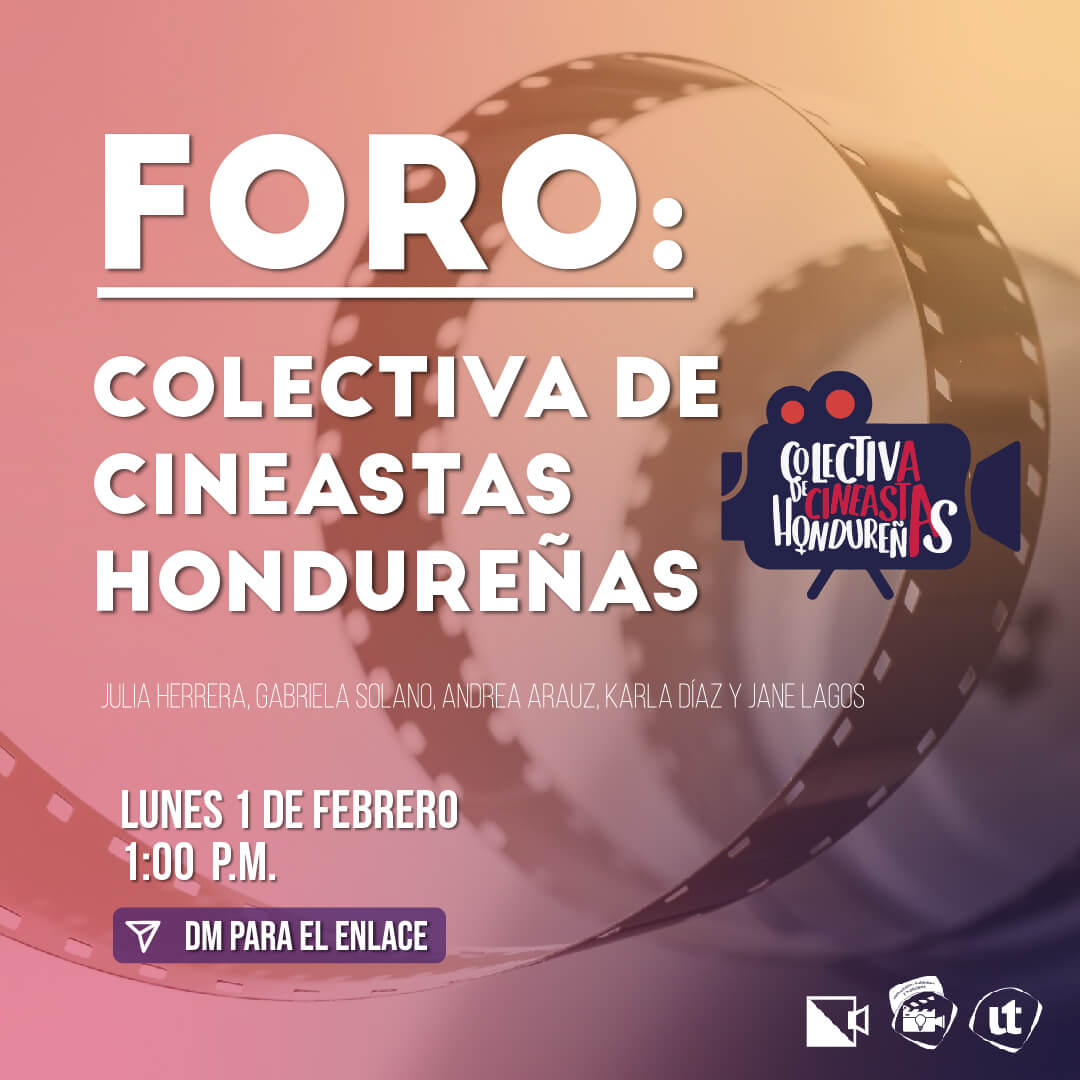 FORO:
COLECTIVA DE
CINEASTAS
HONDUREÑAS
COLECTIVA
DE CINEASTAS
HONDUREÑAS
JULIA HERRERA, GABRIELA SOLANO, ANDREA ARAUZ, KARLA DÍAZ Y JANE LAGOS
LUNES 1 DE FEBRERO
1:00 P.M.
DM PARA EL ENLACE
ut